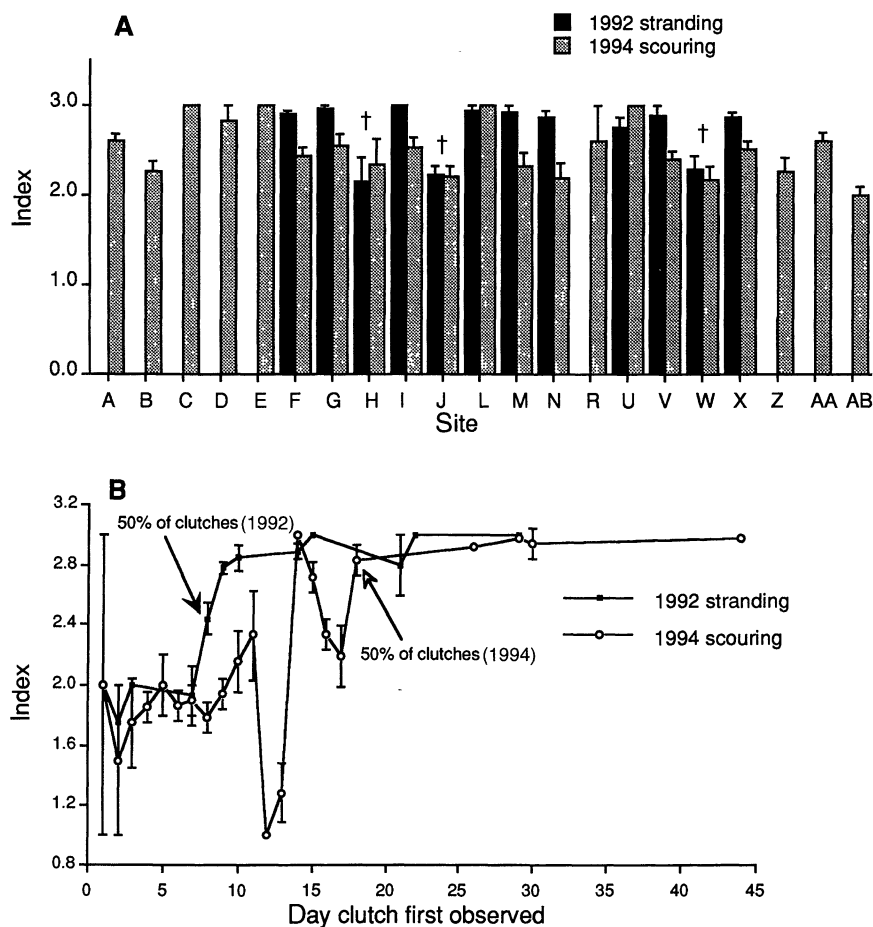 A
1992 stranding
1994 scouring
† † †
3.0
2.0
1.0
0.0
Index
A B C D E F G H I J L M N R U V W X Z AA AB
Site
B
3.2
2.8
2.4
2.0
1.6
1.2
0.8
Index
50% of clutches (1992)
1992 stranding
1994 scouring
50% of clutches (1994)
0 5 10 15 20 25 30 35 40 45
Day clutch first observed